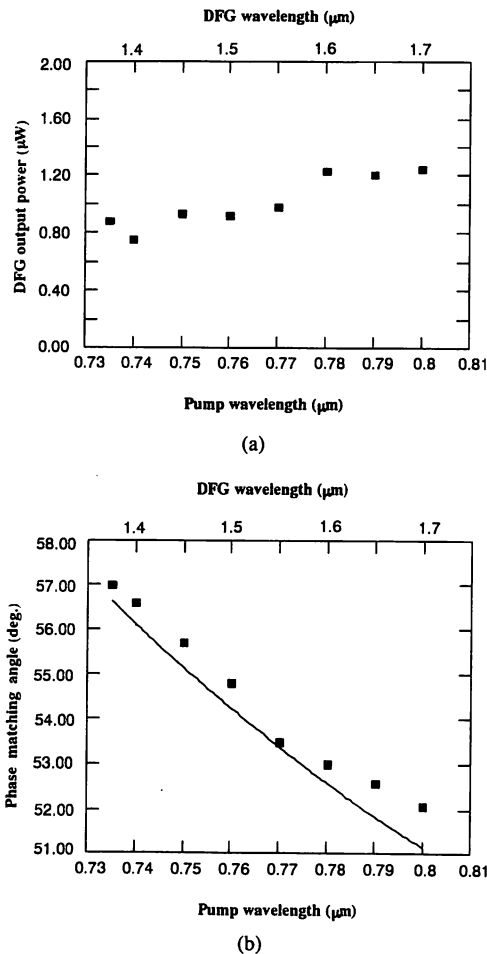 DFG wavelength (μm)
1.4 1.5 1.6 1.7
2.00
1.60
1.20
0.80
0.40
0.00
DFG output power (μW)
0.73 0.74 0.75 0.76 0.77 0.78 0.79 0.8 0.81
Pump wavelength (μm)
(a)
DFG wavelength (μm)
1.4 1.5 1.6 1.7
58.00
57.00
56.00
55.00
54.00
53.00
52.00
51.00
Phase matching angle (deg.)
0.73 0.74 0.75 0.76 0.77 0.78 0.79 0.8 0.81
Pump wavelength (μm)
(b)